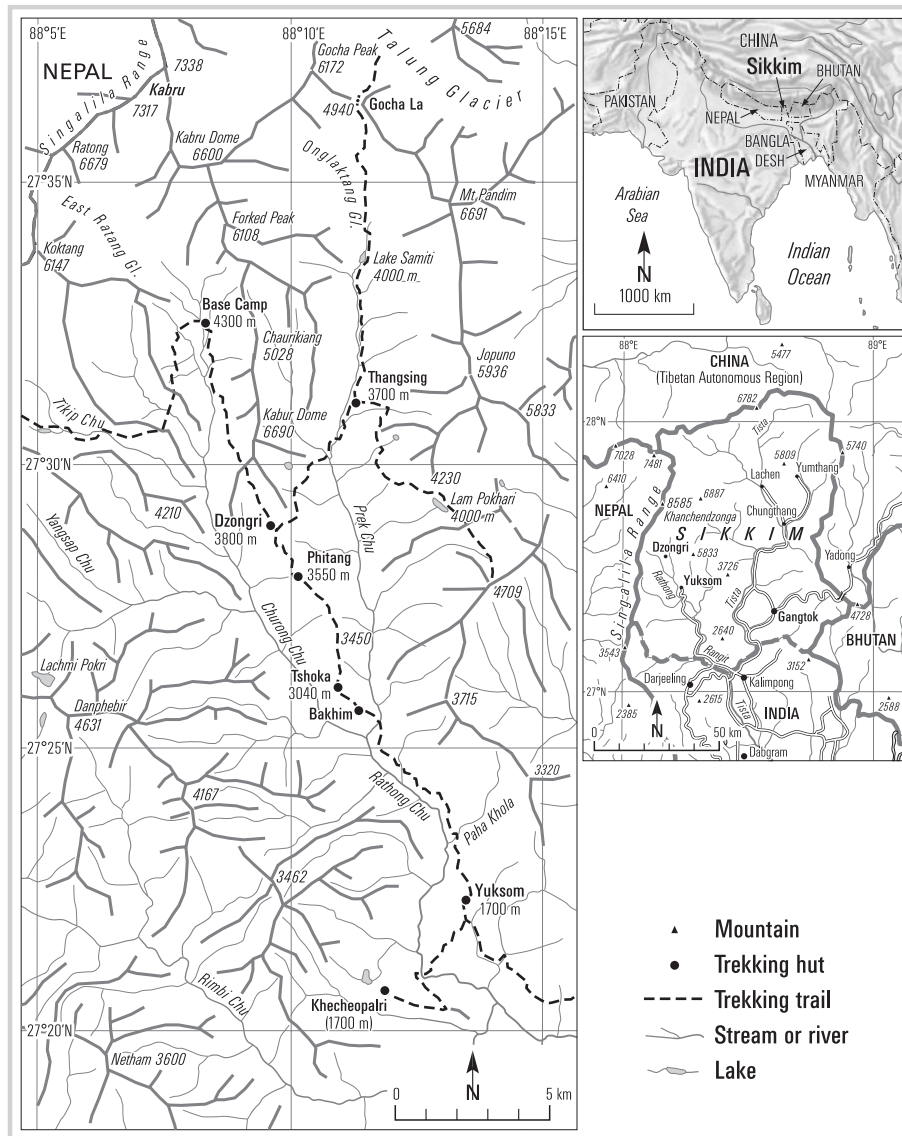 88°5'E
88°10'E
88°15'E
NEPAL
7338
Kabru
7317
Singalila Range
Ratong
6679
Kabru Dome
6600
Gocha Peak
6172
4940
Gocha La
Talung Glacier
5684
Onglaktang Gl.
27°35'N
East Ratang Gl.
Koktang
6147
Forked Peak
6108
Mt Pandim
6691
Lake Samiti
4000 m
Base Camp
4300 m
Chaurikiang
5028
Jopuno
5936
Thangsing
3700 m
5833
Tikip Chu
Kabur Dome
6690
27°30'N
4230
4210
Lam Pokhari
4000 m
Dzongri
3800 m
Prek Chu
Yangsap Chu
Phitang
3550 m
4709
Churong Chu
3450
Lachmi Pokri
Tshoka
3040 m
Bakhim
Danphebir
4631
3715
27°25'N
3320
Rathong Chu
4167
Paha Khola
3462
Yuksom
1700 m
Rimbi Chu
Khecheopalri
(1700 m)
27°20'N
Netham 3600
N
0
5 km
CHINA
Sikkim
BHUTAN
PAKISTAN
NEPAL
BANGLA-
DESH
INDIA
MYANMAR
Arabian
Sea
Indian
Ocean
N
1000 km
88°E
89°E
CHINA
(Tibetan Autonomous Region)
5477
6782
28°N
Tista
7028
7481
5809
5740
6410
Lachen
Yumthang
NEPAL
8585
6887
Khanchendzonga
Chungthang
SIKKIM
Singalila Range
Dzongri
5833
3726
Yadong
Rathong
Yuksom
Tista
Gangtok
4728
BHUTAN
2640
3543
Rangit
3152
Darjeeling
Kalimpong
27°N
2615
Tista
INDIA
2385
2588
0
N
50 km
Dabgram
Mountain
Trekking hut
Trekking trail
Stream or river
Lake